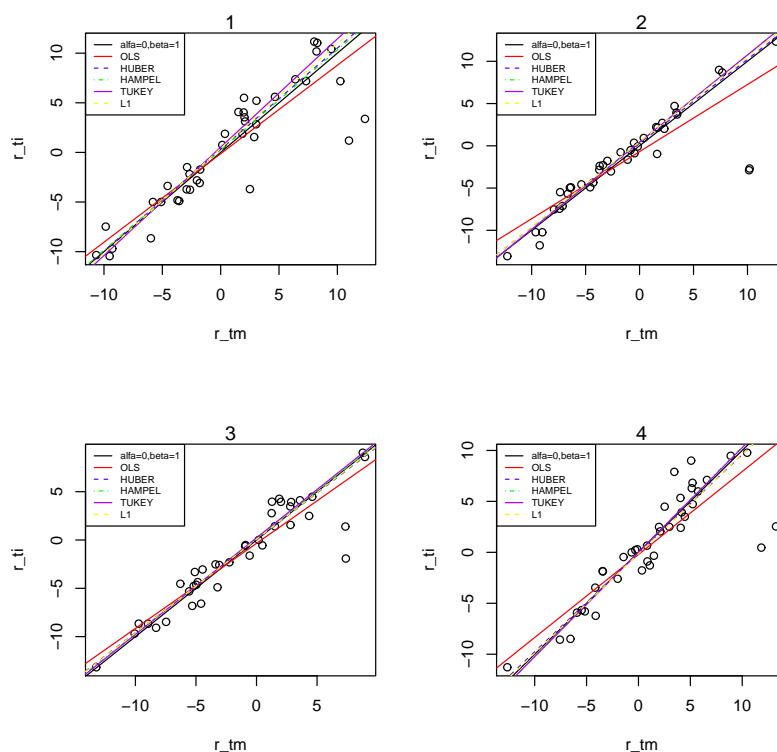 1
alfa=0,beta=1
OLS
HUBER
HAMPEL
TUKEY
L1
r_ti
10
5
0
−5
−10
−10 −5 0 5 10
r_tm
2
alfa=0,beta=1
OLS
HUBER
HAMPEL
TUKEY
L1
r_ti
10
5
0
−5
−10
−10 −5 0 5 10
r_tm
3
alfa=0,beta=1
OLS
HUBER
HAMPEL
TUKEY
L1
r_ti
5
0
−5
−10
−10 −5 0 5
r_tm
4
alfa=0,beta=1
OLS
HUBER
HAMPEL
TUKEY
L1
r_ti
10
5
0
−5
−10
−10 −5 0 5 10
r_tm